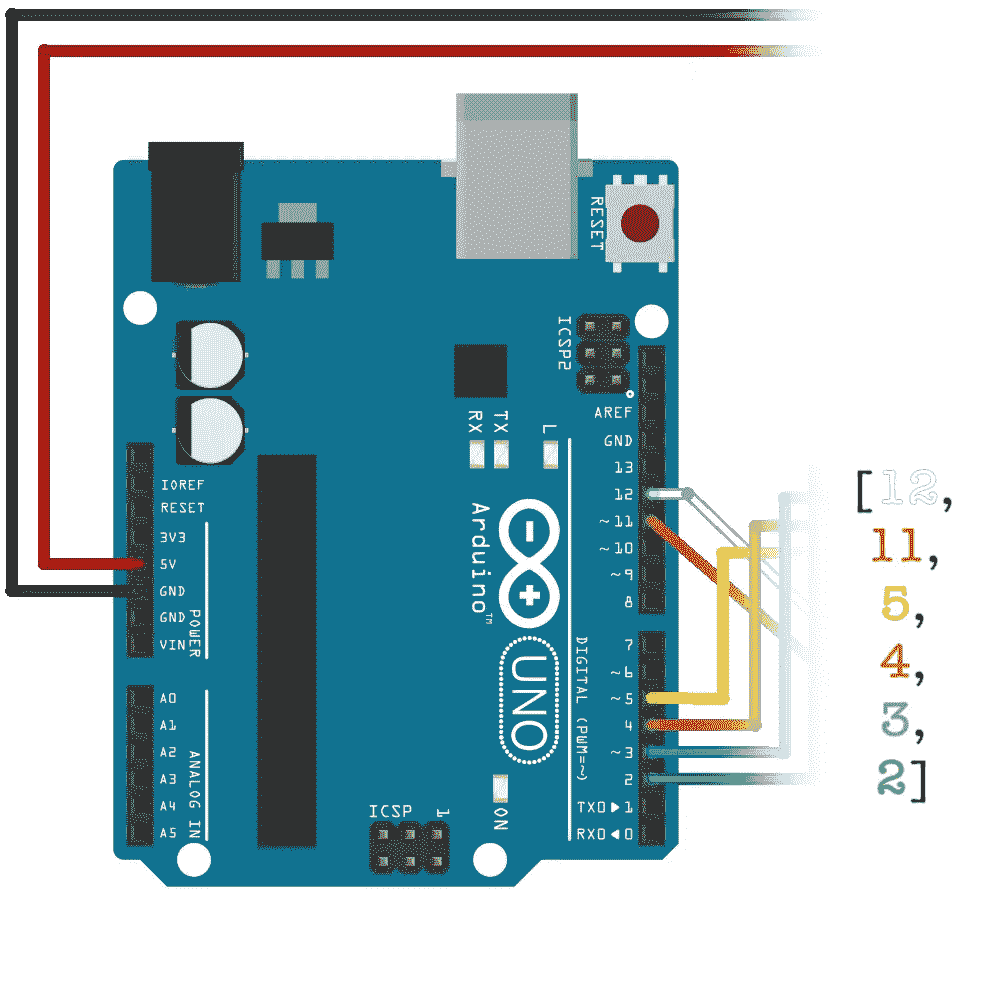 RESET
ICSP2
AREF
GND
13
12
~11
~10
~9
8
7
~6
~5
4
~3
2
TX0▶1
RX0◀0
RX
TX
L
Arduino™
UNO
DIGITAL (PWM=~)
IOREF
RESET
3V3
5V
GND
GND
VIN
POWER
A0
A1
A2
A3
A4
A5
ANALOG IN
ICSP
1
ON
[12,
11,
5,
4,
3,
2]